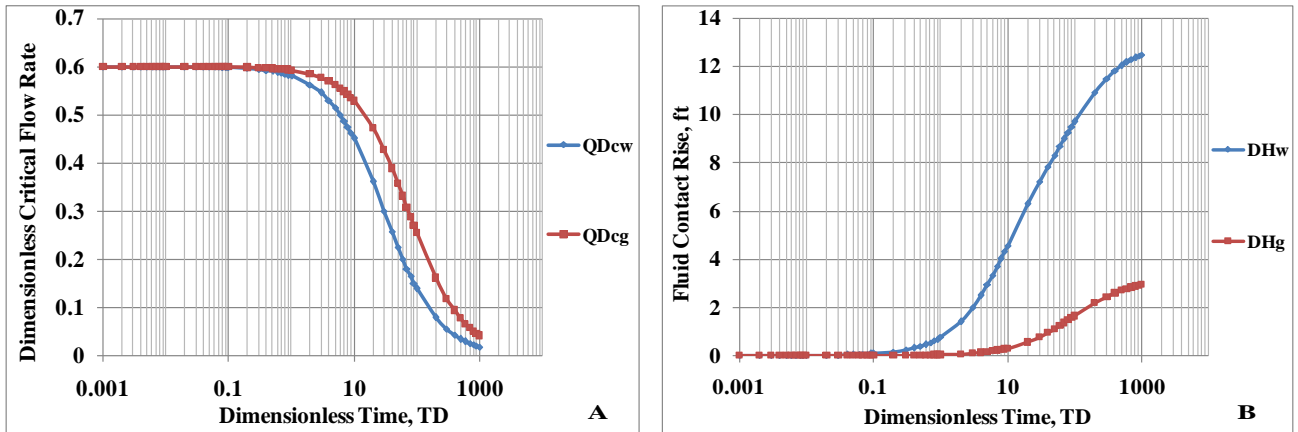 Dimensionless Critical Flow Rate
0.7
0.6
0.5
0.4
0.3
0.2
0.1
0
0.001
0.1
10
1000
Dimensionless Time, TD
QDcw
QDcg
A
Fluid Contact Rise, ft
14
12
10
8
6
4
2
0
0.001
0.1
10
1000
Dimensionless Time, TD
DHw
DHg
B